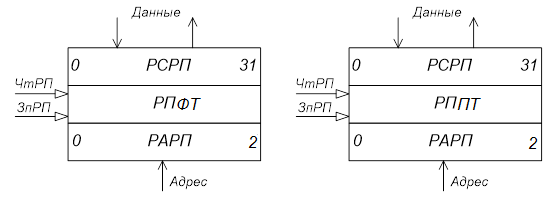 Данные Данные
0 РСРП 31 0 РСРП 31
ЧтРП ЧтРП
РПФТ РППТ
ЗпРП ЗпРП
0 РАРП 2 0 РАРП 2
Адрес Адрес